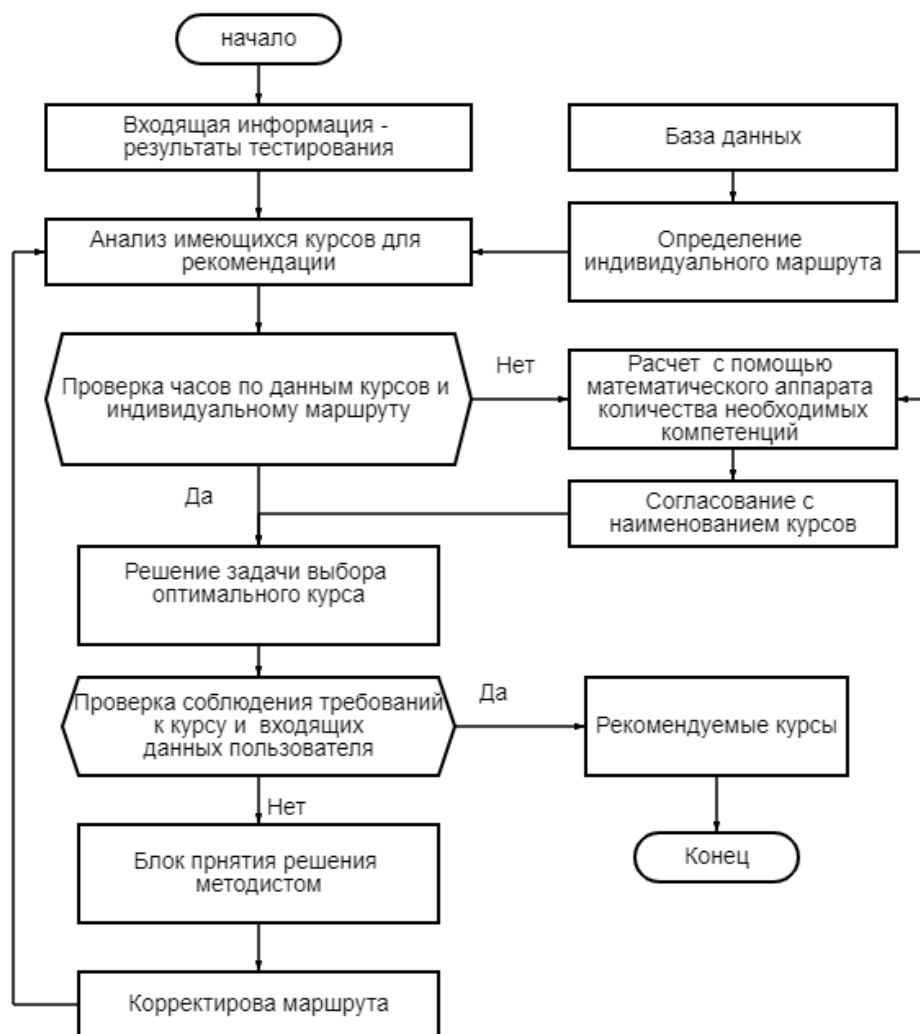 начало
Входящая информация -
результаты тестирования
База данных
Анализ имеющихся курсов для
рекомендации
Определение
индивидуального маршрута
Проверка часов по данным курсов и
индивидуальному маршруту
Нет
Расчет с помощью
математического аппарата
количества необходимых
компетенций
Да
Согласование с
наименованием курсов
Решение задачи выбора
оптимального курса
Проверка соблюдения требований
к курсу и входящих
данных пользователя
Да
Рекомендуемые курсы
Нет
Блок прнятия решения
методистом
Конец
Корректирова маршрута